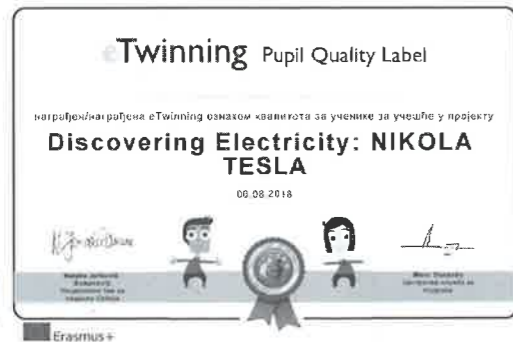 eTwinning Pupil Quality Label
награђен/награђена eTwinning ознаком квалитета за ученике за учешће у пројекту
Discovering Electricity: NIKOLA
TESLA
06.08.2018
Erasmus+